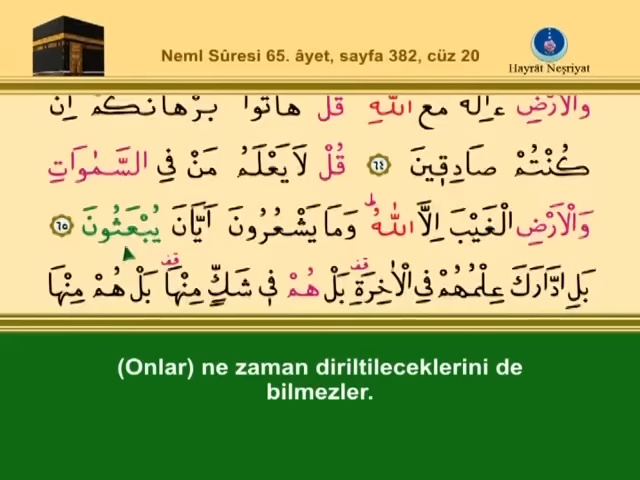 Neml Sûresi 65. âyet, sayfa 382, cüz 20
Hayrât Neşriyat
وَالْاَرْضِ ءَاِلٰهٌ مَعَ اللّٰهِ قُلْ هَاتُوا بُرْهَانَكُمْ اِنْ
كُنْتُمْ صَادِقٖينَ ٦٤ قُلْ لَا يَعْلَمُ مَنْ فِي السَّمٰوَاتِ
وَالْاَرْضِ الْغَيْبَ اِلَّا اللّٰهُۜ وَمَا يَشْعُرُونَ اَيَّانَ يُبْعَثُونَ ٦٥
بَلِ ادَّارَكَ عِلْمُهُمْ فِي الْاٰخِرَةِ بَلْ هُمْ فٖي شَكٍّ مِنْهَا بَلْ هُمْ مِنْهَا
(Onlar) ne zaman diriltileceklerini de
bilmezler.